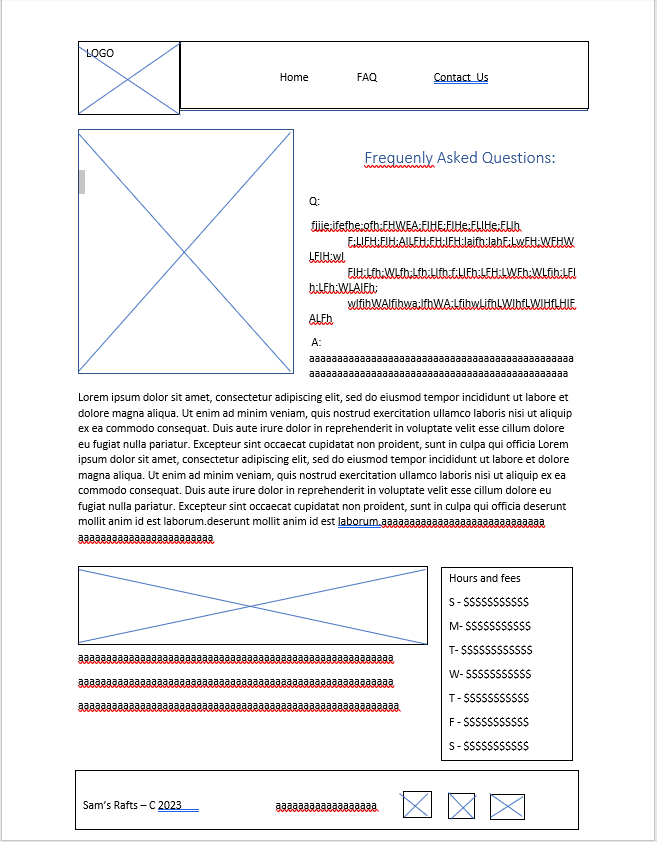 LOGO
Home FAQ Contact Us
Frequenly Asked Questions:
Q:
fijje;ifefhe;ofh;FHWEA;FIHE;FIHe;FLIHe;FLIh
F;LIFH;FIH;AILFH;FH;IFH;laifh;lahF;LwFH;WFHW
LFIH;wl
FIH;Lfh;WLfh;Lfh;LIfh;f;LIFh;LFH;LWFh;WLfih;LFI
h;LFh;WLAIFh;
wlfihWAlfihwa;lfhWA;LfihwLifhLWIhfLWIHfLHIF
ALFh
A:
aaaaaaaaaaaaaaaaaaaaaaaaaaaaaaaaaaaaaaaaaaaaaaa
aaaaaaaaaaaaaaaaaaaaaaaaaaaaaaaaaaaaaaaaaaaaaa
Lorem ipsum dolor sit amet, consectetur adipiscing elit, sed do eiusmod tempor incididunt ut labore et
dolore magna aliqua. Ut enim ad minim veniam, quis nostrud exercitation ullamco laboris nisi ut aliquip
ex ea commodo consequat. Duis aute irure dolor in reprehenderit in voluptate velit esse cillum dolore
eu fugiat nulla pariatur. Excepteur sint occaecat cupidatat non proident, sunt in culpa qui officia Lorem
ipsum dolor sit amet, consectetur adipiscing elit, sed do eiusmod tempor incididunt ut labore et dolore
magna aliqua. Ut enim ad minim veniam, quis nostrud exercitation ullamco laboris nisi ut aliquip ex ea
commodo consequat. Duis aute irure dolor in reprehenderit in voluptate velit esse cillum dolore eu
fugiat nulla pariatur. Excepteur sint occaecat cupidatat non proident, sunt in culpa qui officia deserunt
mollit anim id est laborum.deserunt mollit anim id est laborum.aaaaaaaaaaaaaaaaaaaaaaaaaaaaa
aaaaaaaaaaaaaaaaaaaaaaaa
aaaaaaaaaaaaaaaaaaaaaaaaaaaaaaaaaaaaaaaaaaaaaaaaaaaaaaaa
aaaaaaaaaaaaaaaaaaaaaaaaaaaaaaaaaaaaaaaaaaaaaaaaaaaaaaaa
aaaaaaaaaaaaaaaaaaaaaaaaaaaaaaaaaaaaaaaaaaaaaaaaaaaaaaaaa
Hours and fees
S - $$$$$$$$$$$
M- $$$$$$$$$$$
T- $$$$$$$$$$$$
W- $$$$$$$$$$$
T - $$$$$$$$$$$
F - $$$$$$$$$$$
S - $$$$$$$$$$$
Sam's Rafts – C 2023 aaaaaaaaaaaaaaaaaa